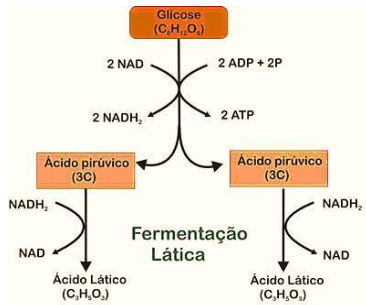 Glicose
(C₆H₁₂O₆)
2 NAD
2 ADP + 2P
2 NADH₂
2 ATP
Ácido pirúvico
(3C)
Ácido pirúvico
(3C)
NADH₂
NADH₂
Fermentação
Lática
NAD
NAD
Ácido Lático
(C₃H₅O₃)
Ácido Lático
(C₃H₅O₃)